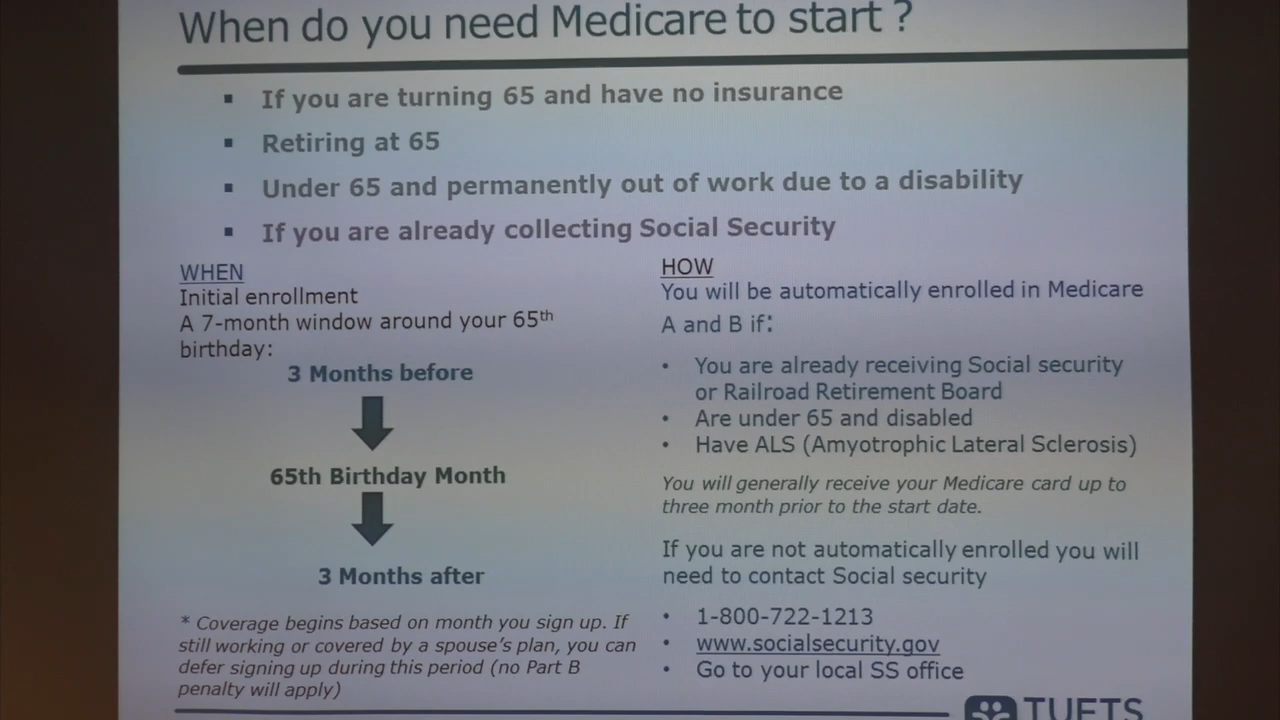 When do you need Medicare to start ?
▪ If you are turning 65 and have no insurance
▪ Retiring at 65
▪ Under 65 and permanently out of work due to a disability
▪ If you are already collecting Social Security
WHEN
Initial enrollment
A 7-month window around your 65th
birthday:
3 Months before
65th Birthday Month
3 Months after
* Coverage begins based on month you sign up. If
still working or covered by a spouse's plan, you can
defer signing up during this period (no Part B
penalty will apply)
HOW
You will be automatically enrolled in Medicare
A and B if:
• You are already receiving Social security
or Railroad Retirement Board
• Are under 65 and disabled
• Have ALS (Amyotrophic Lateral Sclerosis)
You will generally receive your Medicare card up to
three month prior to the start date.
If you are not automatically enrolled you will
need to contact Social security
• 1-800-722-1213
• www.socialsecurity.gov
• Go to your local SS office
TUFTS